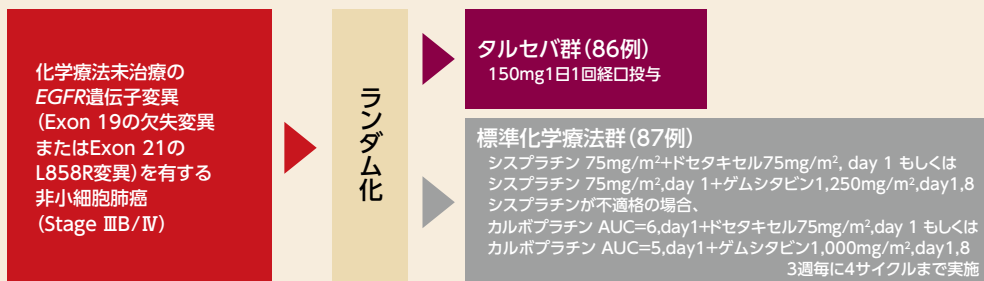 化学療法未治療の
EGFR遺伝子変異
(Exon 19の欠失変異
またはExon 21の
L858R変異)を有する
非小細胞肺癌
(Stage ⅢB/Ⅳ)
ランダム化
タルセバ群(86例)
150mg1日1回経口投与
標準化学療法群(87例)
シスプラチン 75mg/m²+ドセタキセル75mg/m², day 1 もしくは
シスプラチン 75mg/m²,day 1+ゲムシタビン1,250mg/m²,day1,8
シスプラチンが不適格の場合、
カルボプラチン AUC=6,day1+ドセタキセル75mg/m²,day 1 もしくは
カルボプラチン AUC=5,day1+ゲムシタビン1,000mg/m²,day1,8
3週毎に4サイクルまで実施